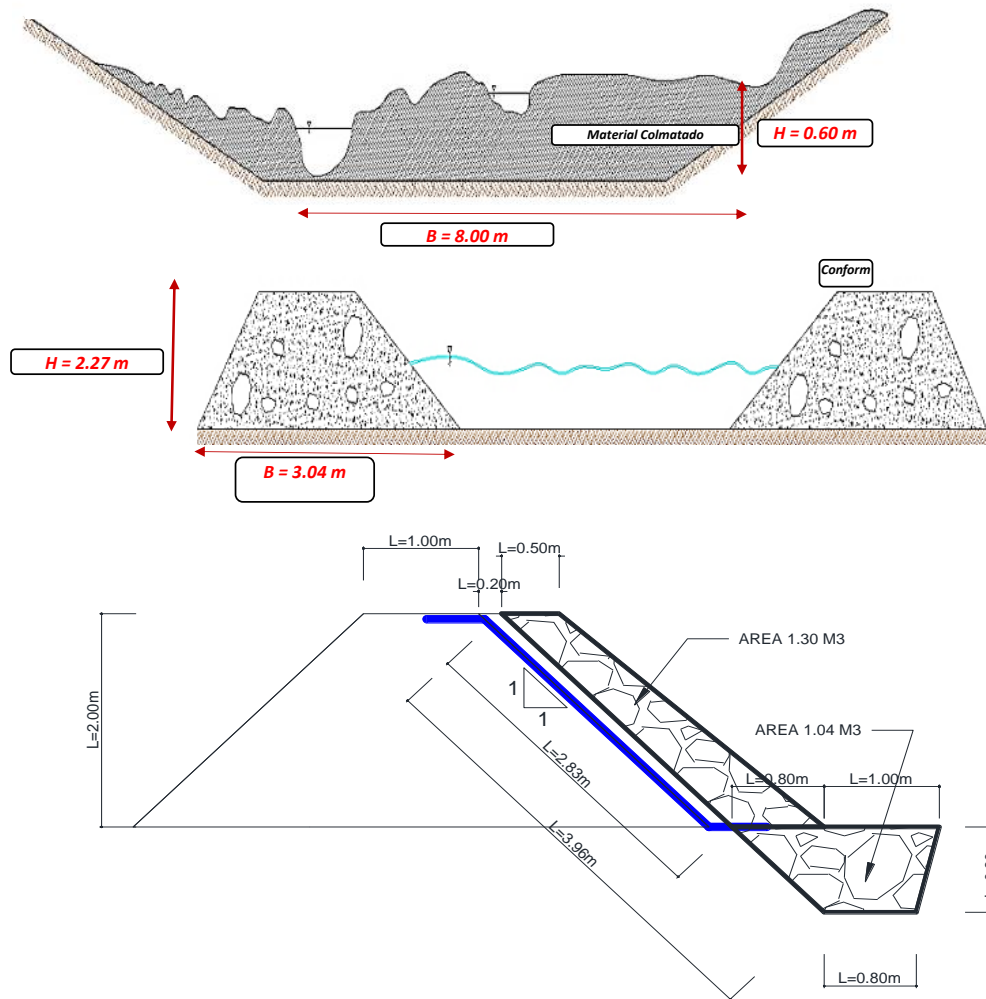 Material Colmatado
H = 0.60 m
B = 8.00 m
Conform
H = 2.27 m
B = 3.04 m
L=1.00m
L=0.50m
L=0.20m
AREA 1.30 M3
1
1
L=2.00m
AREA 1.04 M3
L=2.83m
L=0.80m
L=1.00m
L=3.96m
L=0.80m